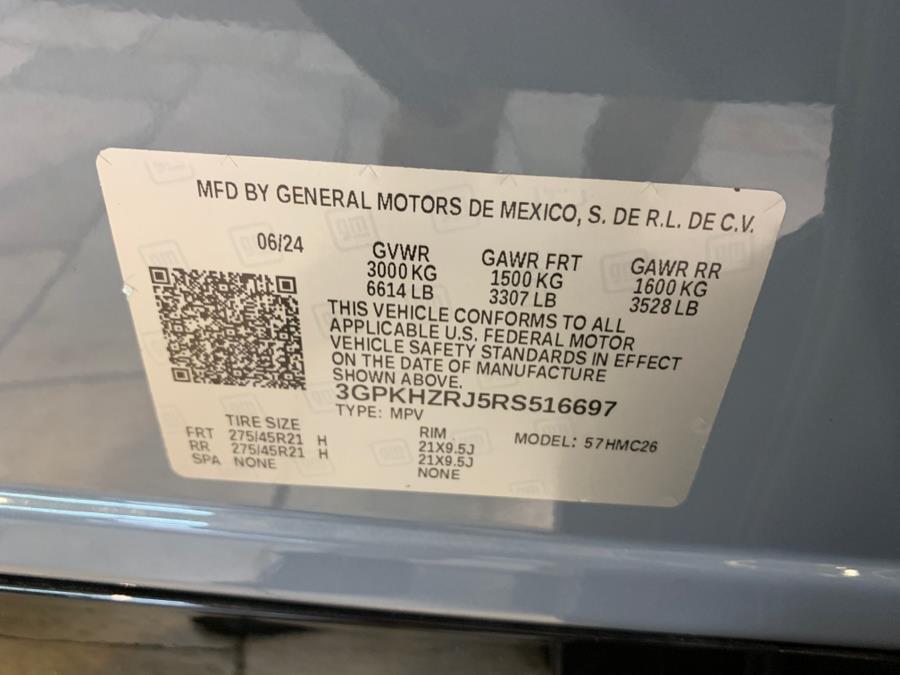 MFD BY GENERAL MOTORS DE MEXICO, S. DE R.L. DE C.V.
06/24
GVWR GAWR FRT GAWR RR
3000 KG 1500 KG 1600 KG
6614 LB 3307 LB 3528 LB
THIS VEHICLE CONFORMS TO ALL
APPLICABLE U.S. FEDERAL MOTOR
VEHICLE SAFETY STANDARDS IN EFFECT
ON THE DATE OF MANUFACTURE
SHOWN ABOVE.
3GPKHZRJ5RS516697
TYPE: MPV
TIRE SIZE RIM MODEL: 57HMC26
FRT 275/45R21 H 21X9.5J
RR 275/45R21 H 21X9.5J
SPA NONE NONE